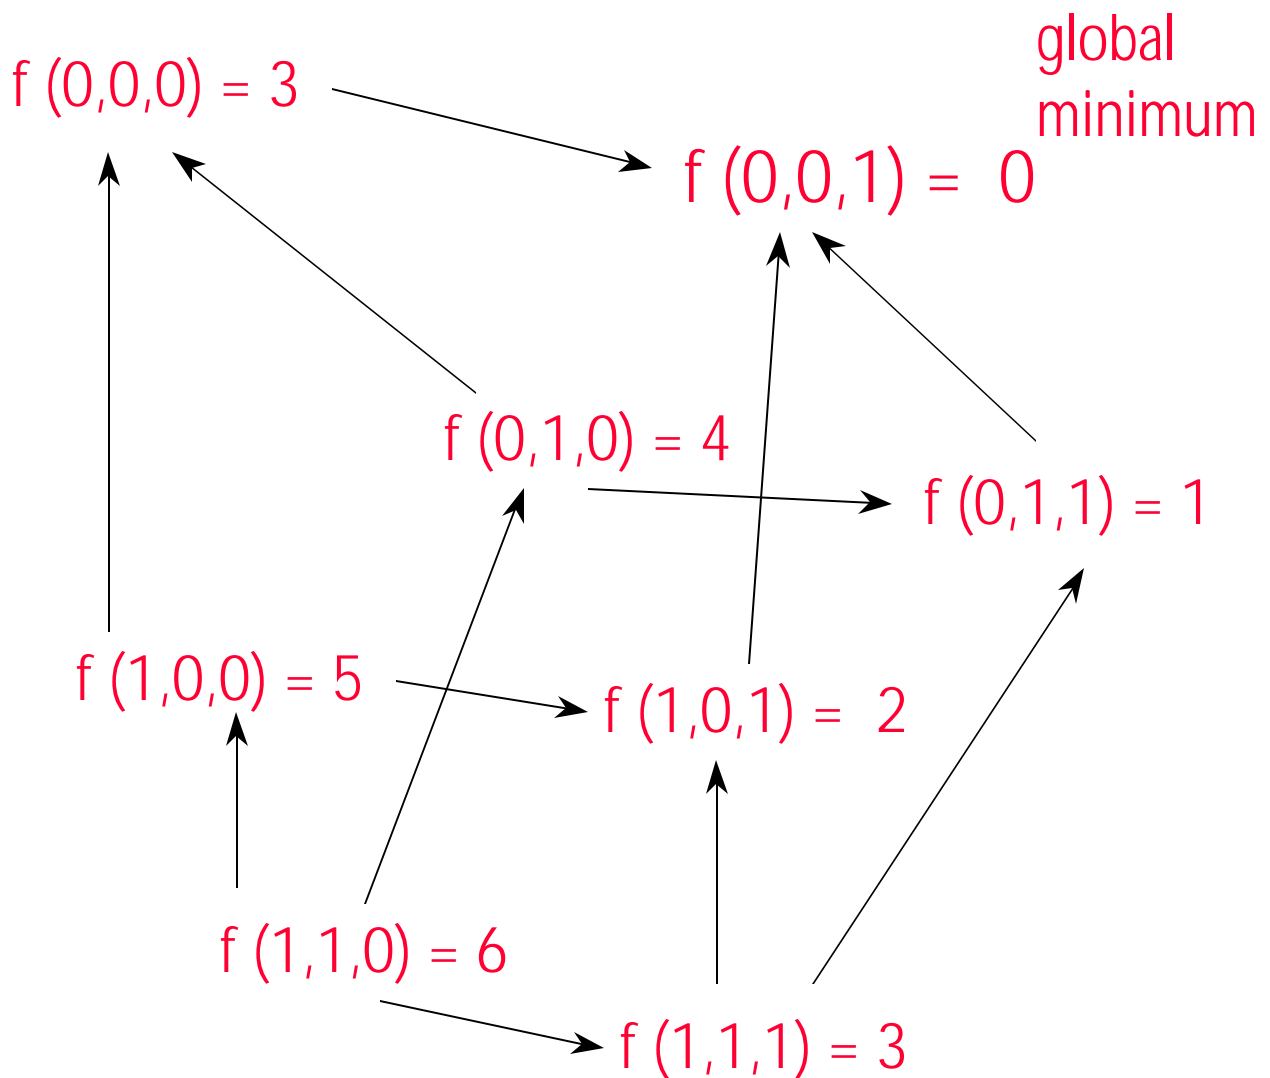 global
minimum
f (0,0,0) = 3
f (0,0,1) = 0
f (0,1,0) = 4
f (0,1,1) = 1
f (1,0,0) = 5
f (1,0,1) = 2
f (1,1,0) = 6
f (1,1,1) = 3